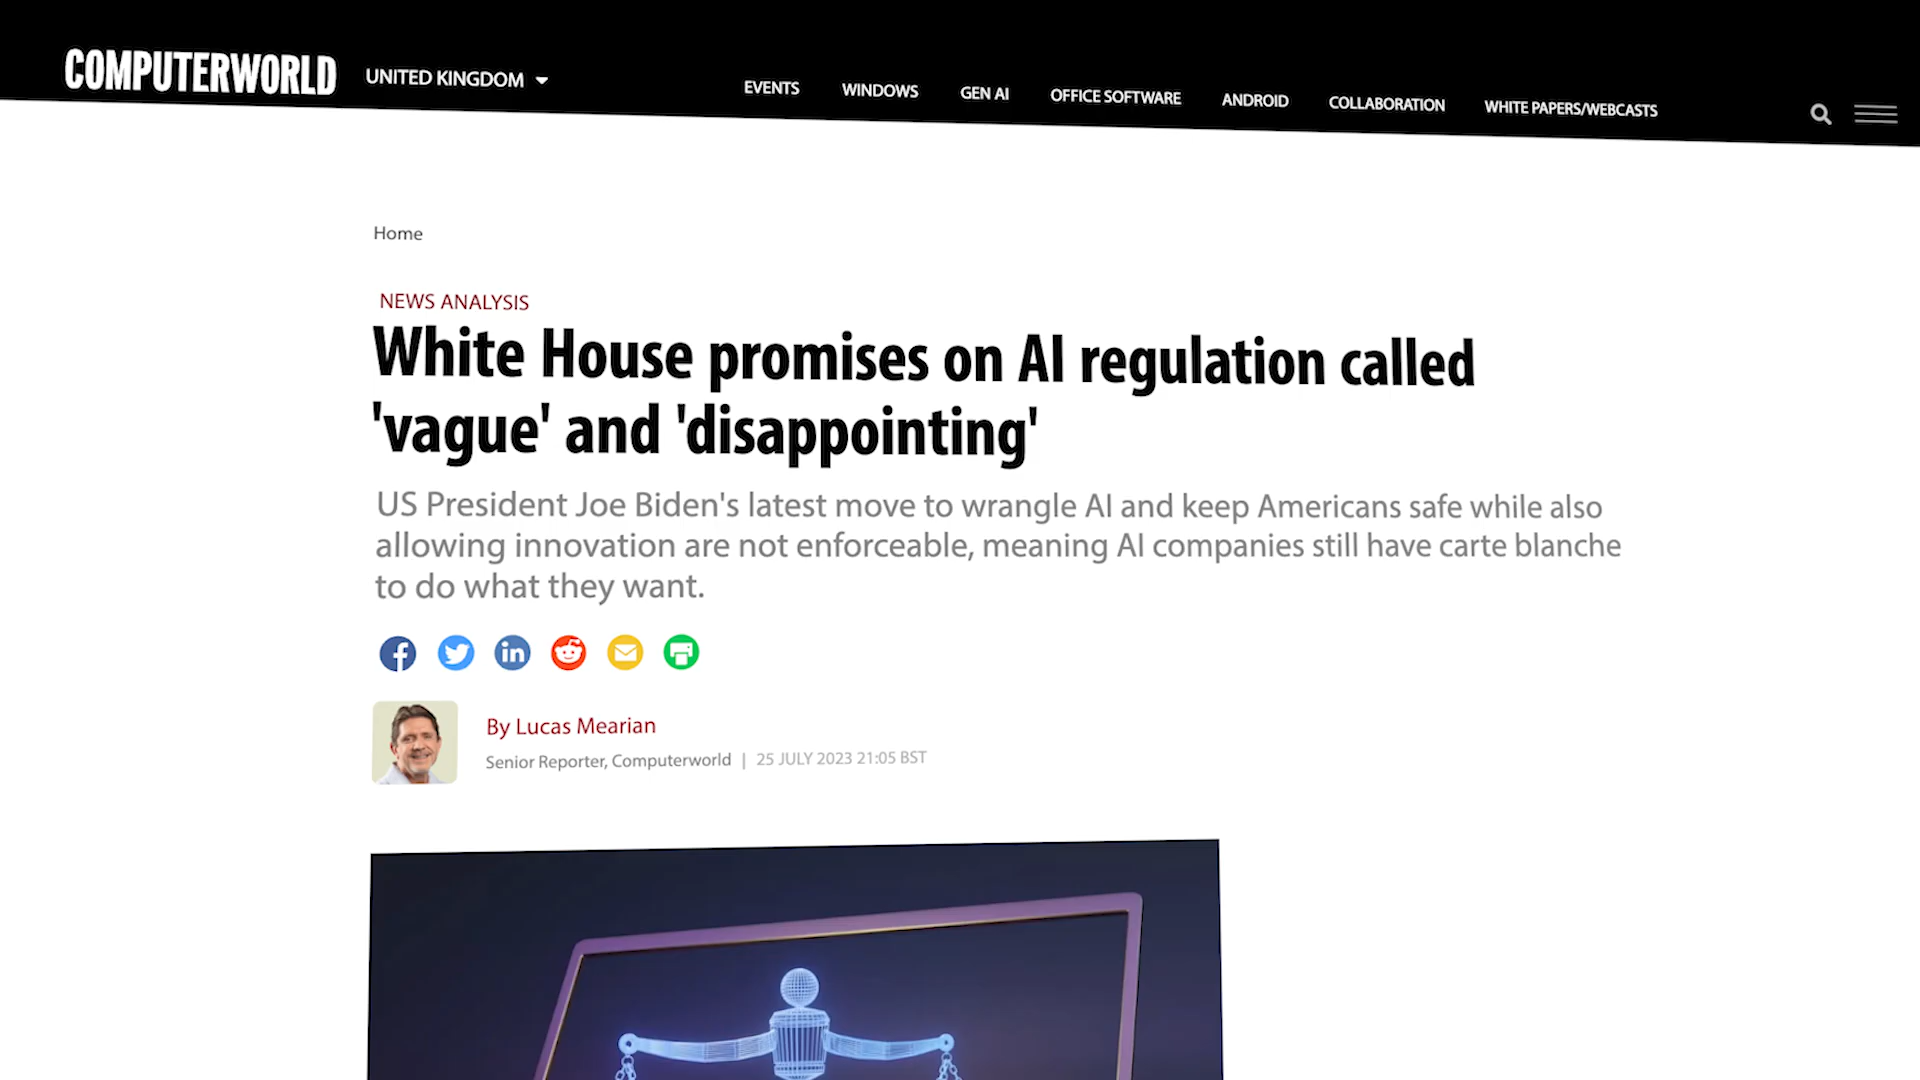 COMPUTERWORLD
UNITED KINGDOM
EVENTS WINDOWS GEN AI OFFICE SOFTWARE ANDROID COLLABORATION WHITE PAPERS/WEBCASTS
Home
NEWS ANALYSIS
White House promises on AI regulation called
'vague' and 'disappointing'
US President Joe Biden's latest move to wrangle AI and keep Americans safe while also
allowing innovation are not enforceable, meaning AI companies still have carte blanche
to do what they want.
By Lucas Mearian
Senior Reporter, Computerworld | 25 JULY 2023 21:05 BST